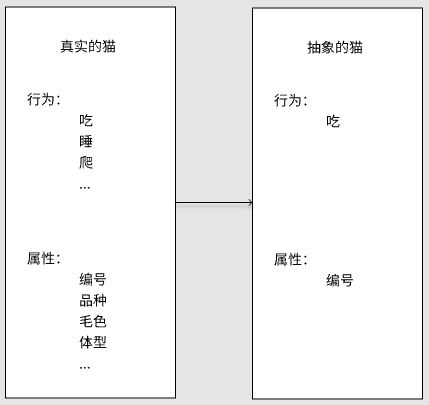 真实的猫
行为：
吃
睡
爬
...
属性：
编号
品种
毛色
体型
...
抽象的猫
行为：
吃
属性：
编号